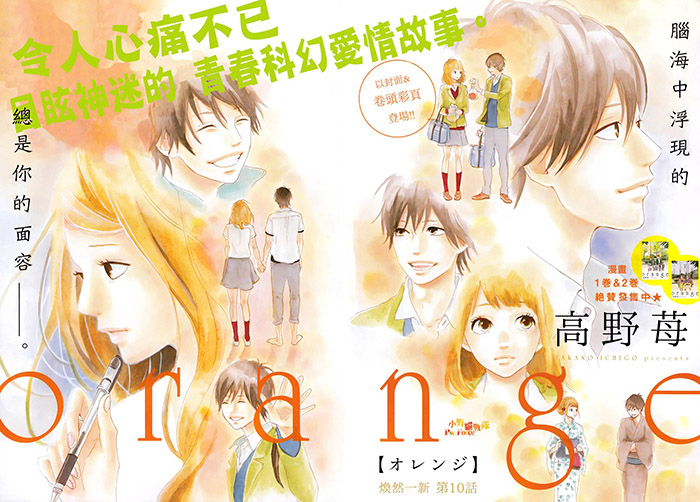 令人心痛不已
目眩神迷的 青春科幻愛情故事。
腦海中浮現的
總是你的面容——。
以封面&
卷頭彩頁
登場!!
漫畫
1卷&2卷
絶賛發售中★
高野苺
TAKANO ICHIGO presents
orange
【オレンジ】
煥然一新 第10話